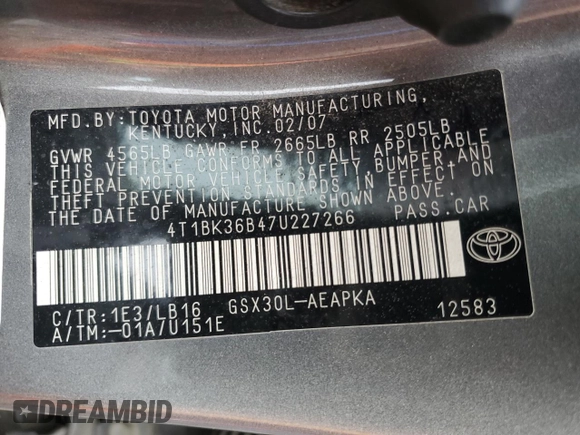 MFD.BY:TOYOTA MOTOR MANUFACTURING,
KENTUCKY,INC.02/07
GVWR 4565LB GAWR FR 2665LB RR 2505LB
THIS VEHICLE CONFORMS TO ALL APPLICABLE
FEDERAL MOTOR VEHICLE SAFETY,BUMPER,AND
THEFT PREVENTION STANDARDS IN EFFECT
ON THE DATE OF MANUFACTURE SHOWN ABOVE.
4T1BK36B47U227266 PASS.CAR
C/TR:1E3/LB16 GSX30L-AEAPKA
A/TM:-01A/U151E 12583
TOYOTA
DREAMBID